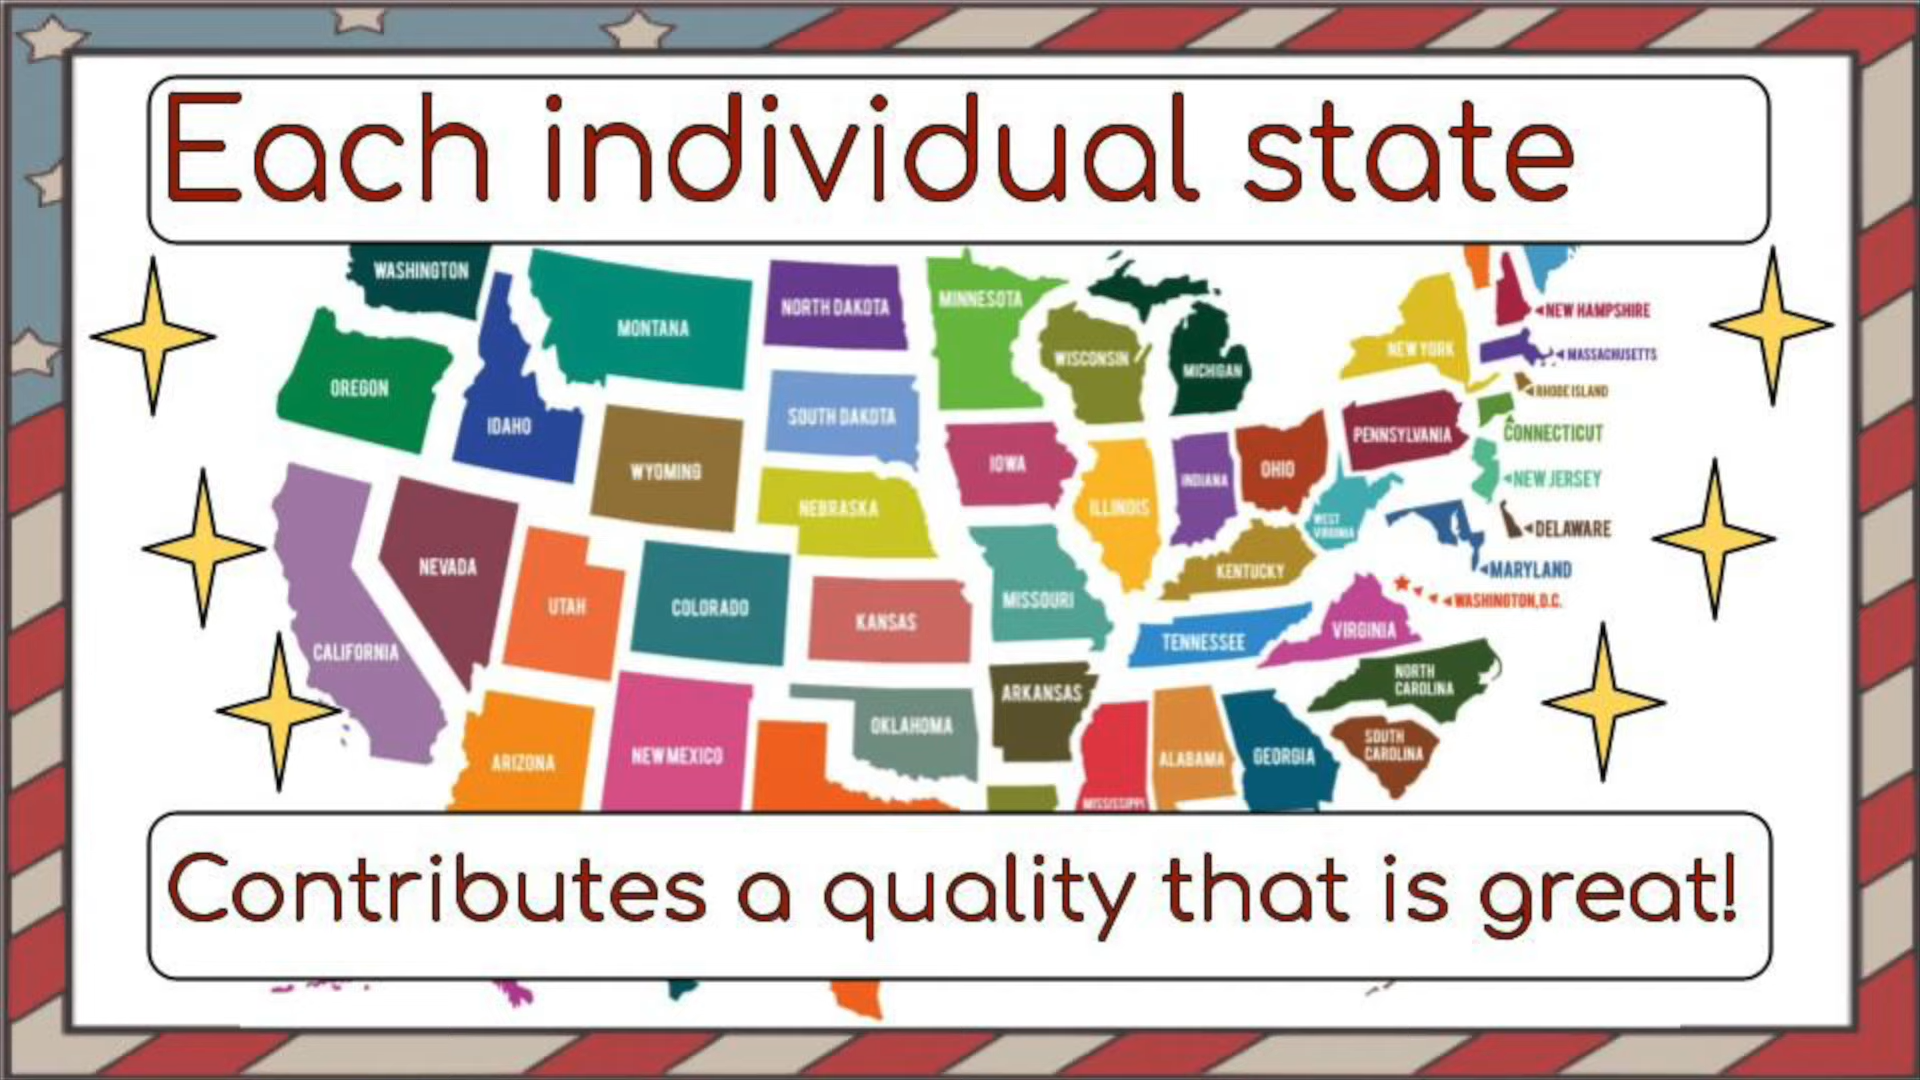 Each individual state
WASHINGTON
MONTANA
NORTH DAKOTA
MINNESOTA
NEW HAMPSHIRE
OREGON
IDAHO
WISCONSIN
MICHIGAN
NEW YORK
MASSACHUSETTS
RHODE ISLAND
SOUTH DAKOTA
WYOMING
IOWA
PENNSYLVANIA
CONNECTICUT
ILLINOIS
INDIANA
OHIO
NEW JERSEY
NEBRASKA
WEST
VIRGINIA
DELAWARE
NEVADA
KENTUCKY
MARYLAND
UTAH
COLORADO
KANSAS
MISSOURI
WASHINGTON, D.C.
CALIFORNIA
TENNESSEE
VIRGINIA
NORTH
CAROLINA
ARKANSAS
OKLAHOMA
ARIZONA
NEW MEXICO
ALABAMA
GEORGIA
SOUTH
CAROLINA
MISSISSIPPI
Contributes a quality that is great!